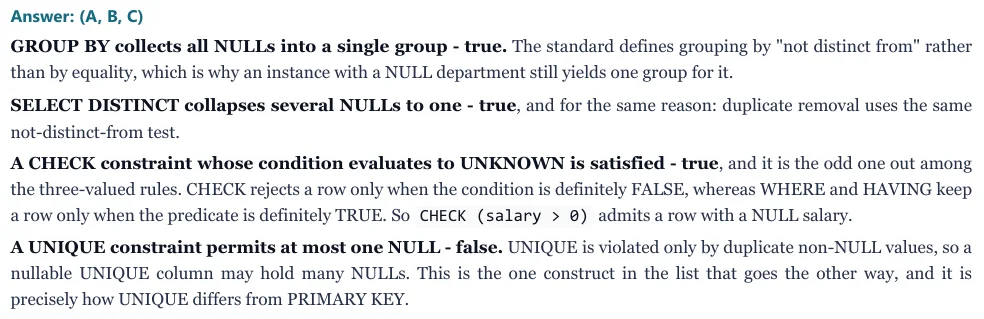 Answer: (A, B, C)
GROUP BY collects all NULLs into a single group - true. The standard defines grouping by "not distinct from" rather
than by equality, which is why an instance with a NULL department still yields one group for it.
SELECT DISTINCT collapses several NULLs to one - true, and for the same reason: duplicate removal uses the same
not-distinct-from test.
A CHECK constraint whose condition evaluates to UNKNOWN is satisfied - true, and it is the odd one out among
the three-valued rules. CHECK rejects a row only when the condition is definitely FALSE, whereas WHERE and HAVING keep
a row only when the predicate is definitely TRUE. So CHECK (salary > 0) admits a row with a NULL salary.
A UNIQUE constraint permits at most one NULL - false. UNIQUE is violated only by duplicate non-NULL values, so a
nullable UNIQUE column may hold many NULLs. This is the one construct in the list that goes the other way, and it is
precisely how UNIQUE differs from PRIMARY KEY.